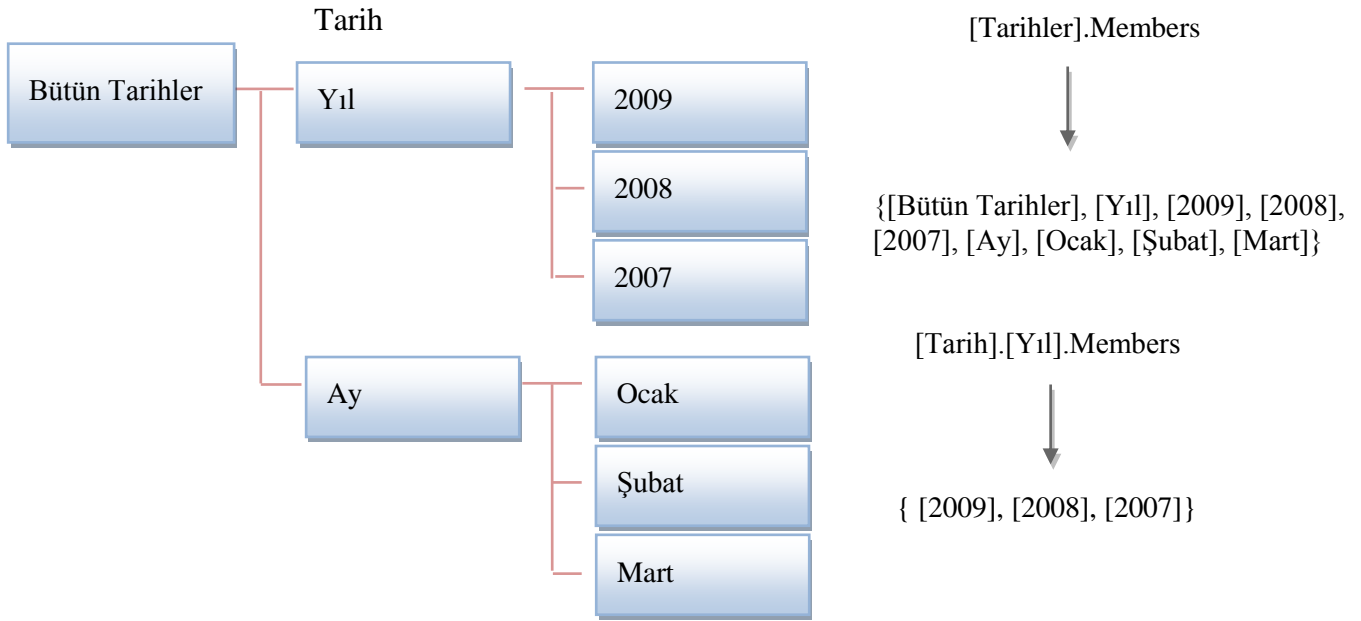 Tarih
Bütün Tarihler
Yıl
2009
2008
2007
Ay
Ocak
Şubat
Mart
[Tarihler].Members
{[Bütün Tarihler], [Yıl], [2009], [2008],
[2007], [Ay], [Ocak], [Şubat], [Mart]}
[Tarih].[Yıl].Members
{ [2009], [2008], [2007]}